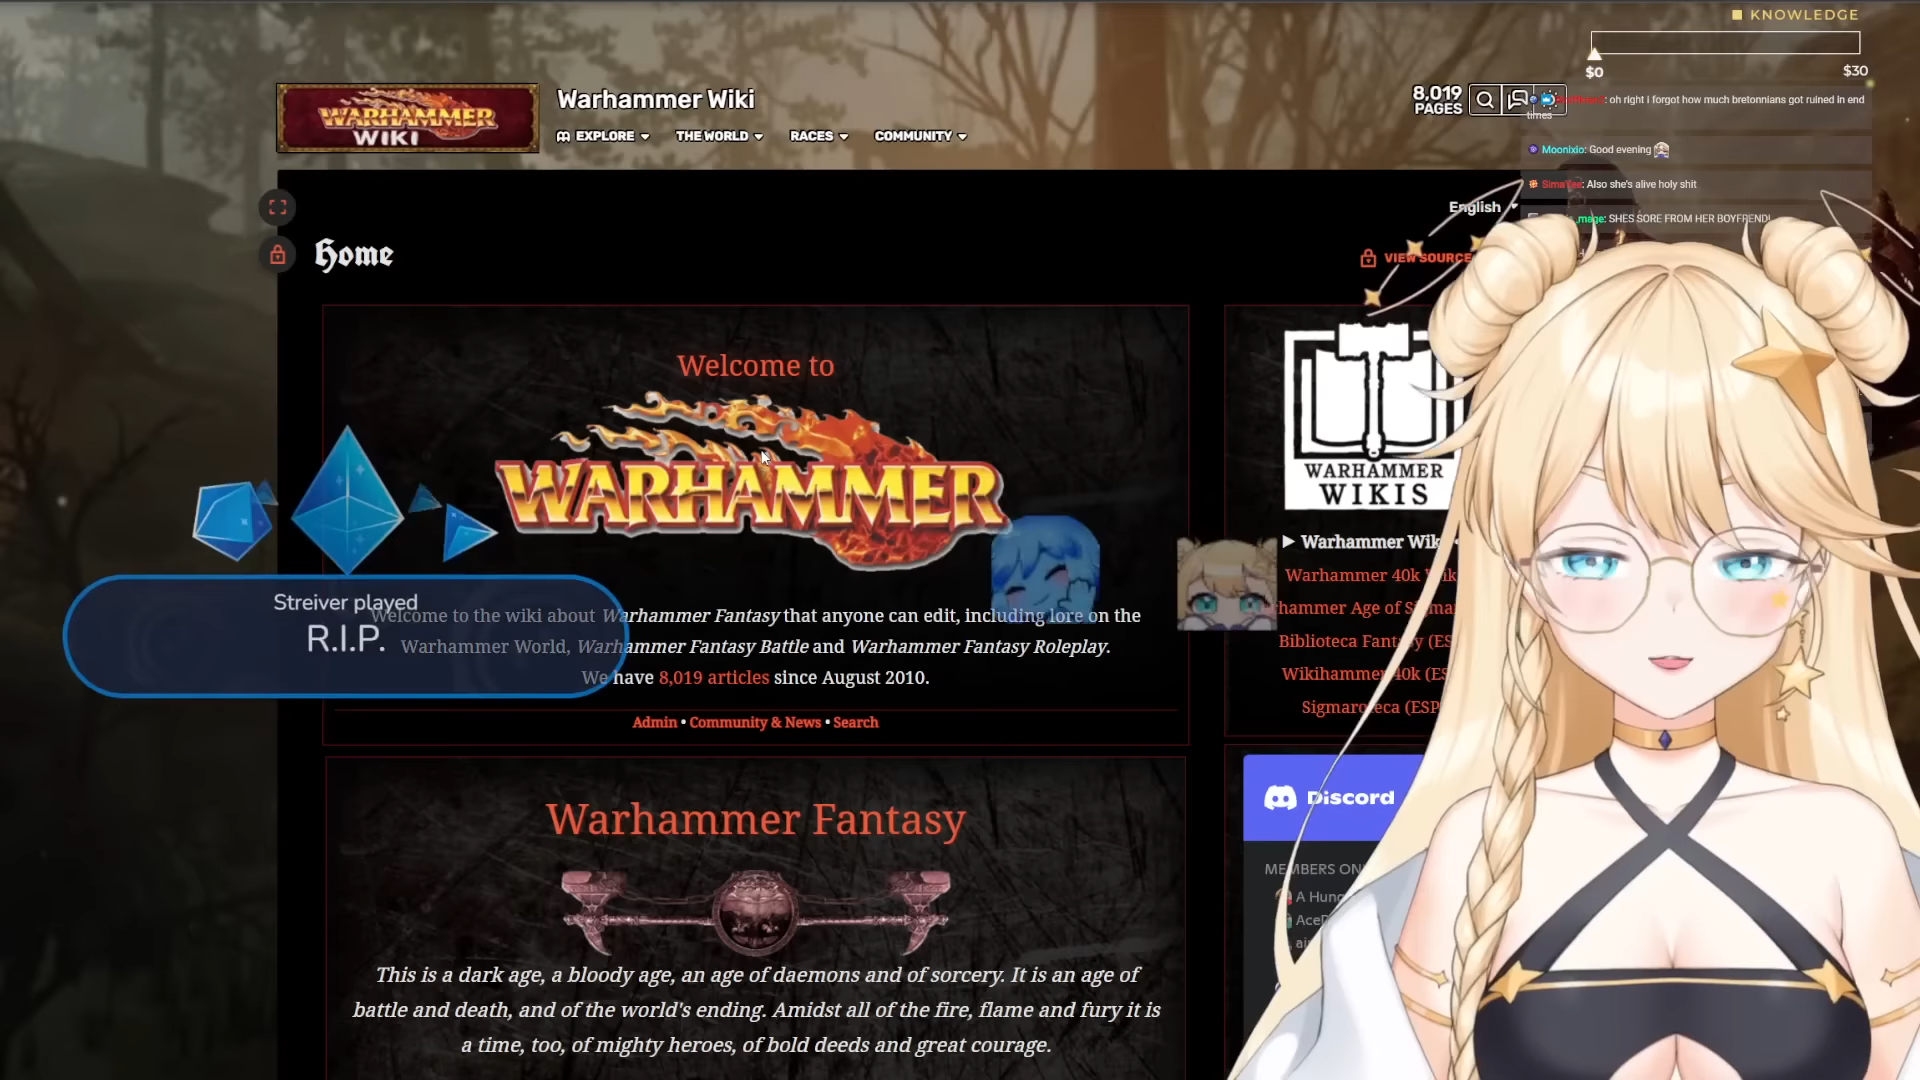 KNOWLEDGE
$0
$30
WARHAMMER
WIKI
Warhammer Wiki
EXPLORE
THE WORLD
RACES
COMMUNITY
8,019
PAGES
: oh right i forgot how much bretonnians got ruined in end
times
Moonixio: Good evening
: Also she's alive holy shit
mage: SHES SORE FROM HER BOYFREND!
English
Home
VIEW SOURCE
Welcome to
WARHAMMER
WARHAMMER
WIKIS
Warhammer
Warhammer 40k
Age of
Biblioteca
Wikihammer 40k
Streiver played
R.I.P.
Welcome to the wiki about Warhammer Fantasy that anyone can edit, including lore on the
Warhammer World, Warhammer Fantasy Battle and Warhammer Fantasy Roleplay.
We have 8,019 articles since August 2010.
Admin • Community & News • Search
Discord
MEMBERS
Warhammer Fantasy
This is a dark age, a bloody age, an age of daemons and of sorcery. It is an age of
battle and death, and of the world's ending. Amidst all of the fire, flame and fury it is
a time, too, of mighty heroes, of bold deeds and great courage.